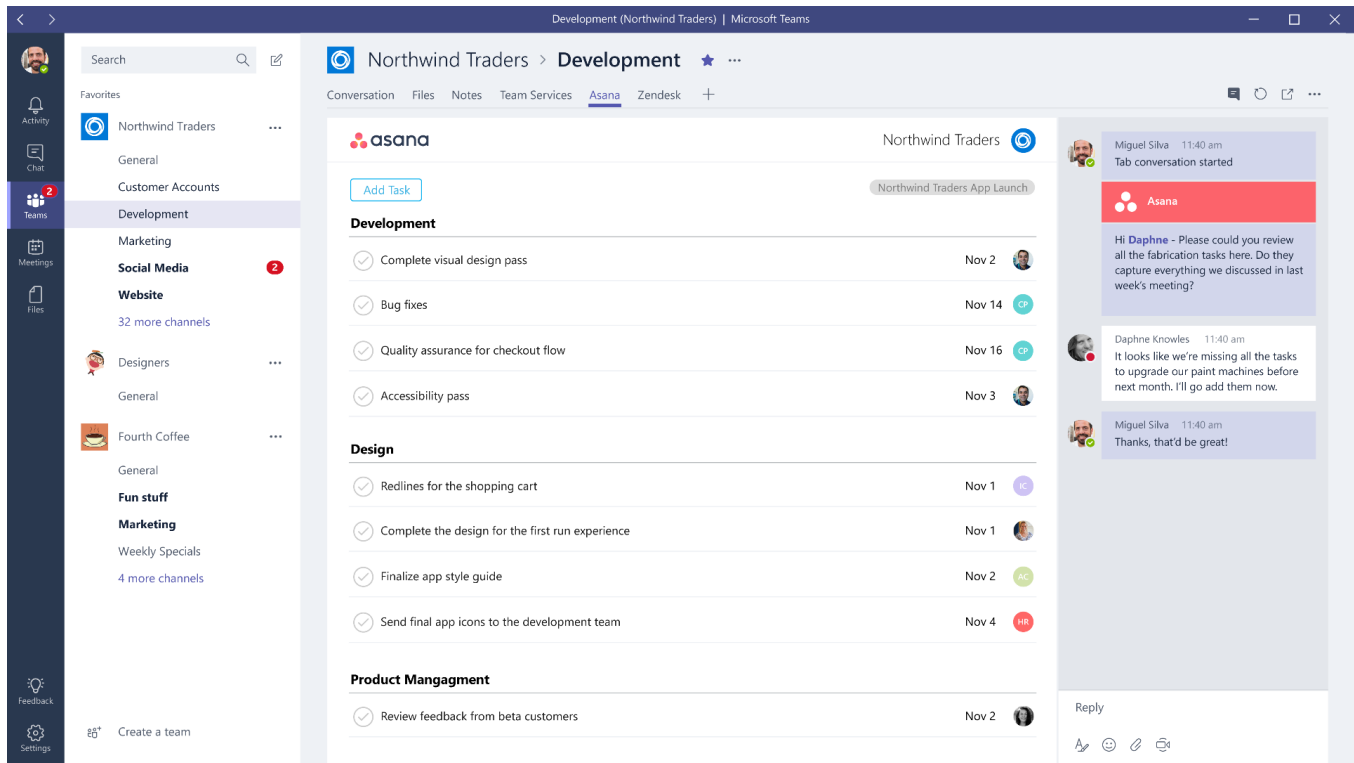 Development (Northwind Traders) | Microsoft Teams
Activity
Chat
2
Teams
Meetings
Files
Feedback
Settings
Search
Favorites
Northwind Traders
General
Customer Accounts
Development
Marketing
Social Media 2
Website
32 more channels
Designers
General
Fourth Coffee
General
Fun stuff
Marketing
Weekly Specials
4 more channels
Create a team
Northwind Traders > Development
Conversation Files Notes Team Services Asana Zendesk
asana Northwind Traders
Add Task Northwind Traders App Launch
Development
Complete visual design pass Nov 2
Bug fixes Nov 14 CP
Quality assurance for checkout flow Nov 16 CP
Accessibility pass Nov 3
Design
Redlines for the shopping cart Nov 1 IC
Complete the design for the first run experience Nov 1
Finalize app style guide Nov 2 AC
Send final app icons to the development team Nov 4 HR
Product Mangagment
Review feedback from beta customers Nov 2
Miguel Silva 11:40 am
Tab conversation started
Asana
Hi Daphne - Please could you review
all the fabrication tasks here. Do they
capture everything we discussed in last
week's meeting?
Daphne Knowles 11:40 am
It looks like we're missing all the tasks
to upgrade our paint machines before
next month. I'll go add them now.
Miguel Silva 11:40 am
Thanks, that'd be great!
Reply